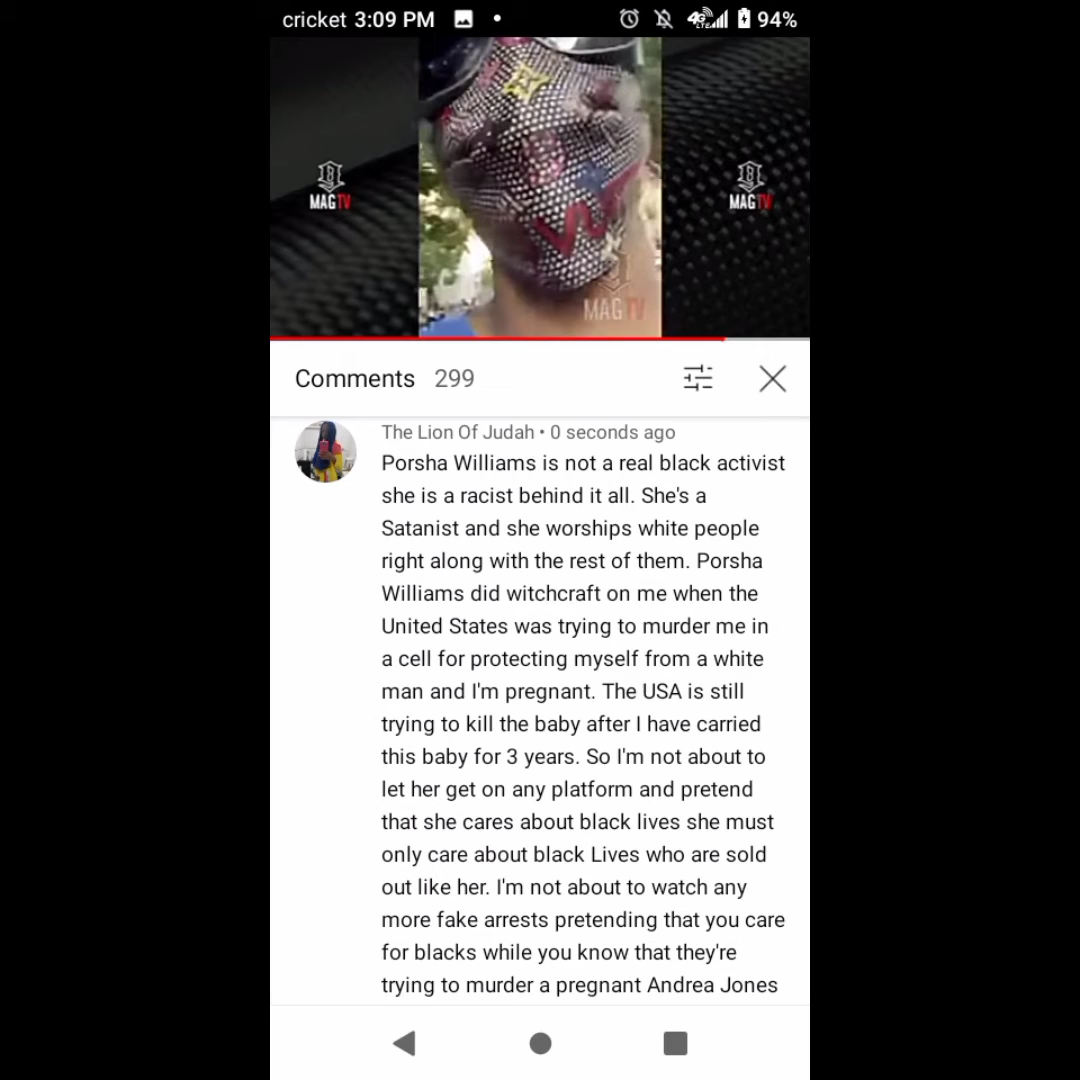 cricket 3:09 PM
4G LTE 94%
MAGTV
MAGTV
MAG TV
Comments 299
The Lion Of Judah • 0 seconds ago
Porsha Williams is not a real black activist
she is a racist behind it all. She's a
Satanist and she worships white people
right along with the rest of them. Porsha
Williams did witchcraft on me when the
United States was trying to murder me in
a cell for protecting myself from a white
man and I'm pregnant. The USA is still
trying to kill the baby after I have carried
this baby for 3 years. So I'm not about to
let her get on any platform and pretend
that she cares about black lives she must
only care about black Lives who are sold
out like her. I'm not about to watch any
more fake arrests pretending that you care
for blacks while you know that they're
trying to murder a pregnant Andrea Jones